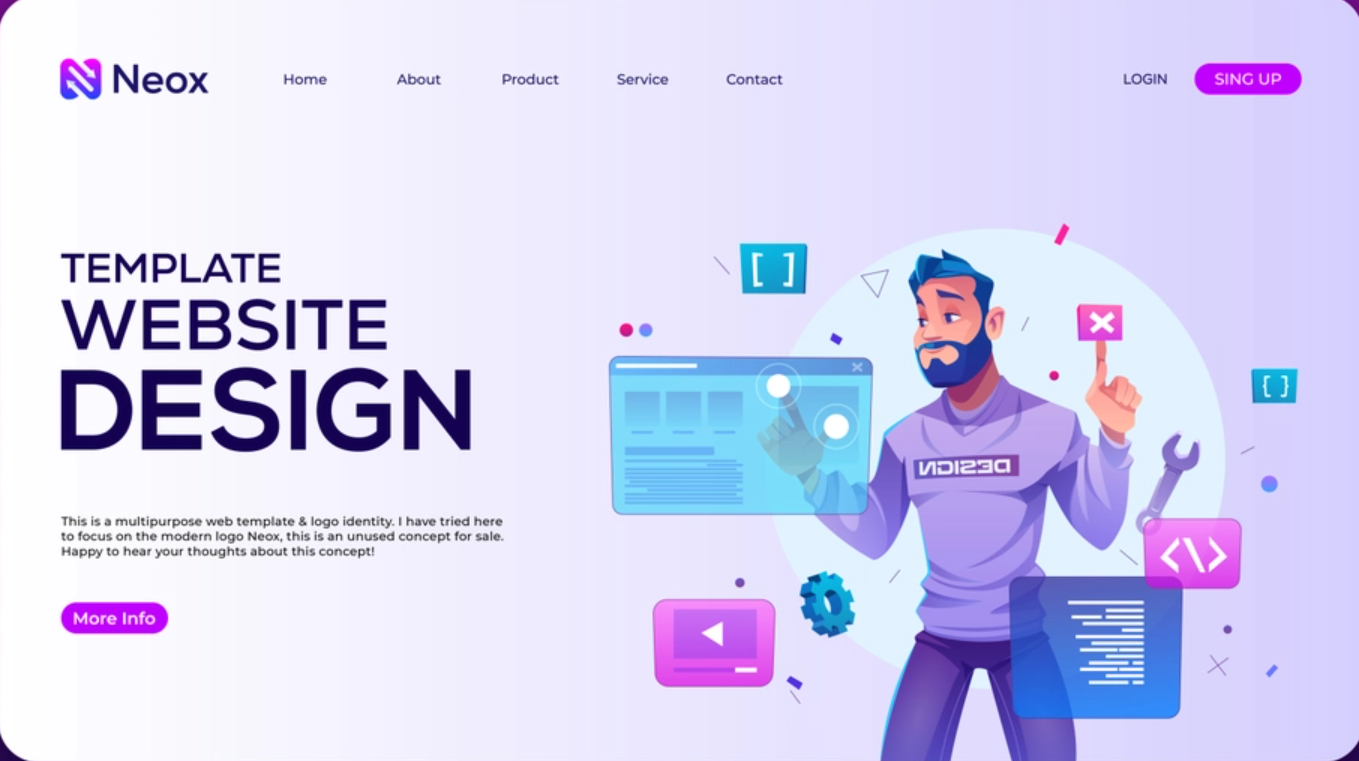 Neox
Home About Product Service Contact
LOGIN SING UP
TEMPLATE
WEBSITE
DESIGN
This is a multipurpose web template & logo identity. I have tried here
to focus on the modern logo Neox, this is an unused concept for sale.
Happy to hear your thoughts about this concept!
More Info
[ ]
{ }
DESIGN
<\>